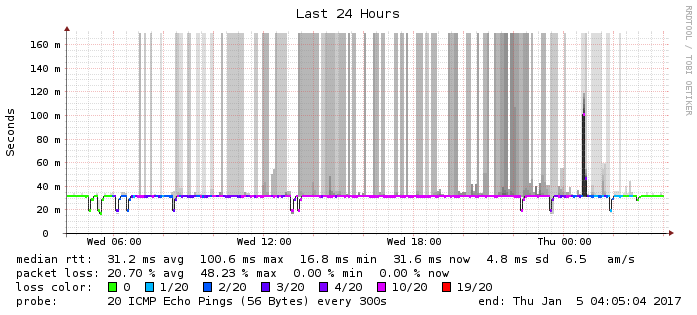 Last 24 Hours
RRDTOOL / TOBI OETIKER
Seconds
160 m
140 m
120 m
100 m
80 m
60 m
40 m
20 m
0
Wed 06:00 Wed 12:00 Wed 18:00 Thu 00:00
median rtt: 31.2 ms avg 100.6 ms max 16.8 ms min 31.6 ms now 4.8 ms sd 6.5 am/s
packet loss: 20.70 % avg 48.23 % max 0.00 % min 0.00 % now
loss color: 0 1/20 2/20 3/20 4/20 10/20 19/20
probe: 20 ICMP Echo Pings (56 Bytes) every 300s end: Thu Jan 5 04:05:04 2017